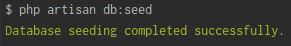 $ php artisan db:seed
Database seeding completed successfully.